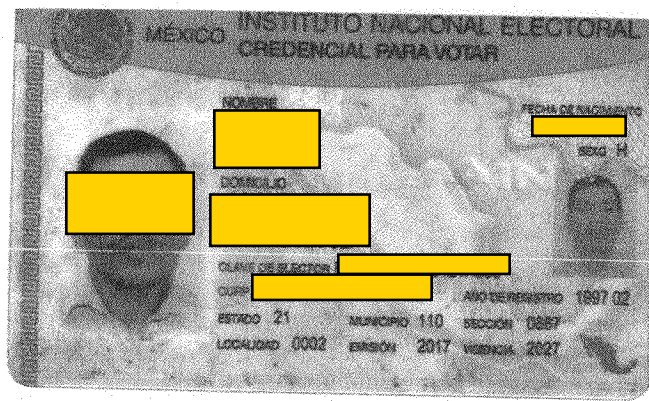 MÉXICO INSTITUTO NACIONAL ELECTORAL
CREDENCIAL PARA VOTAR
NOMBRE
FECHA DE NACIMIENTO
SEXO H
DOMICILIO
CLAVE DE ELECTOR
CURP
AÑO DE REGISTRO 1997 02
ESTADO 21 MUNICIPIO 110 SECCIÓN 0887
LOCALIDAD 0002 EMISIÓN 2017 VIGENCIA 2027